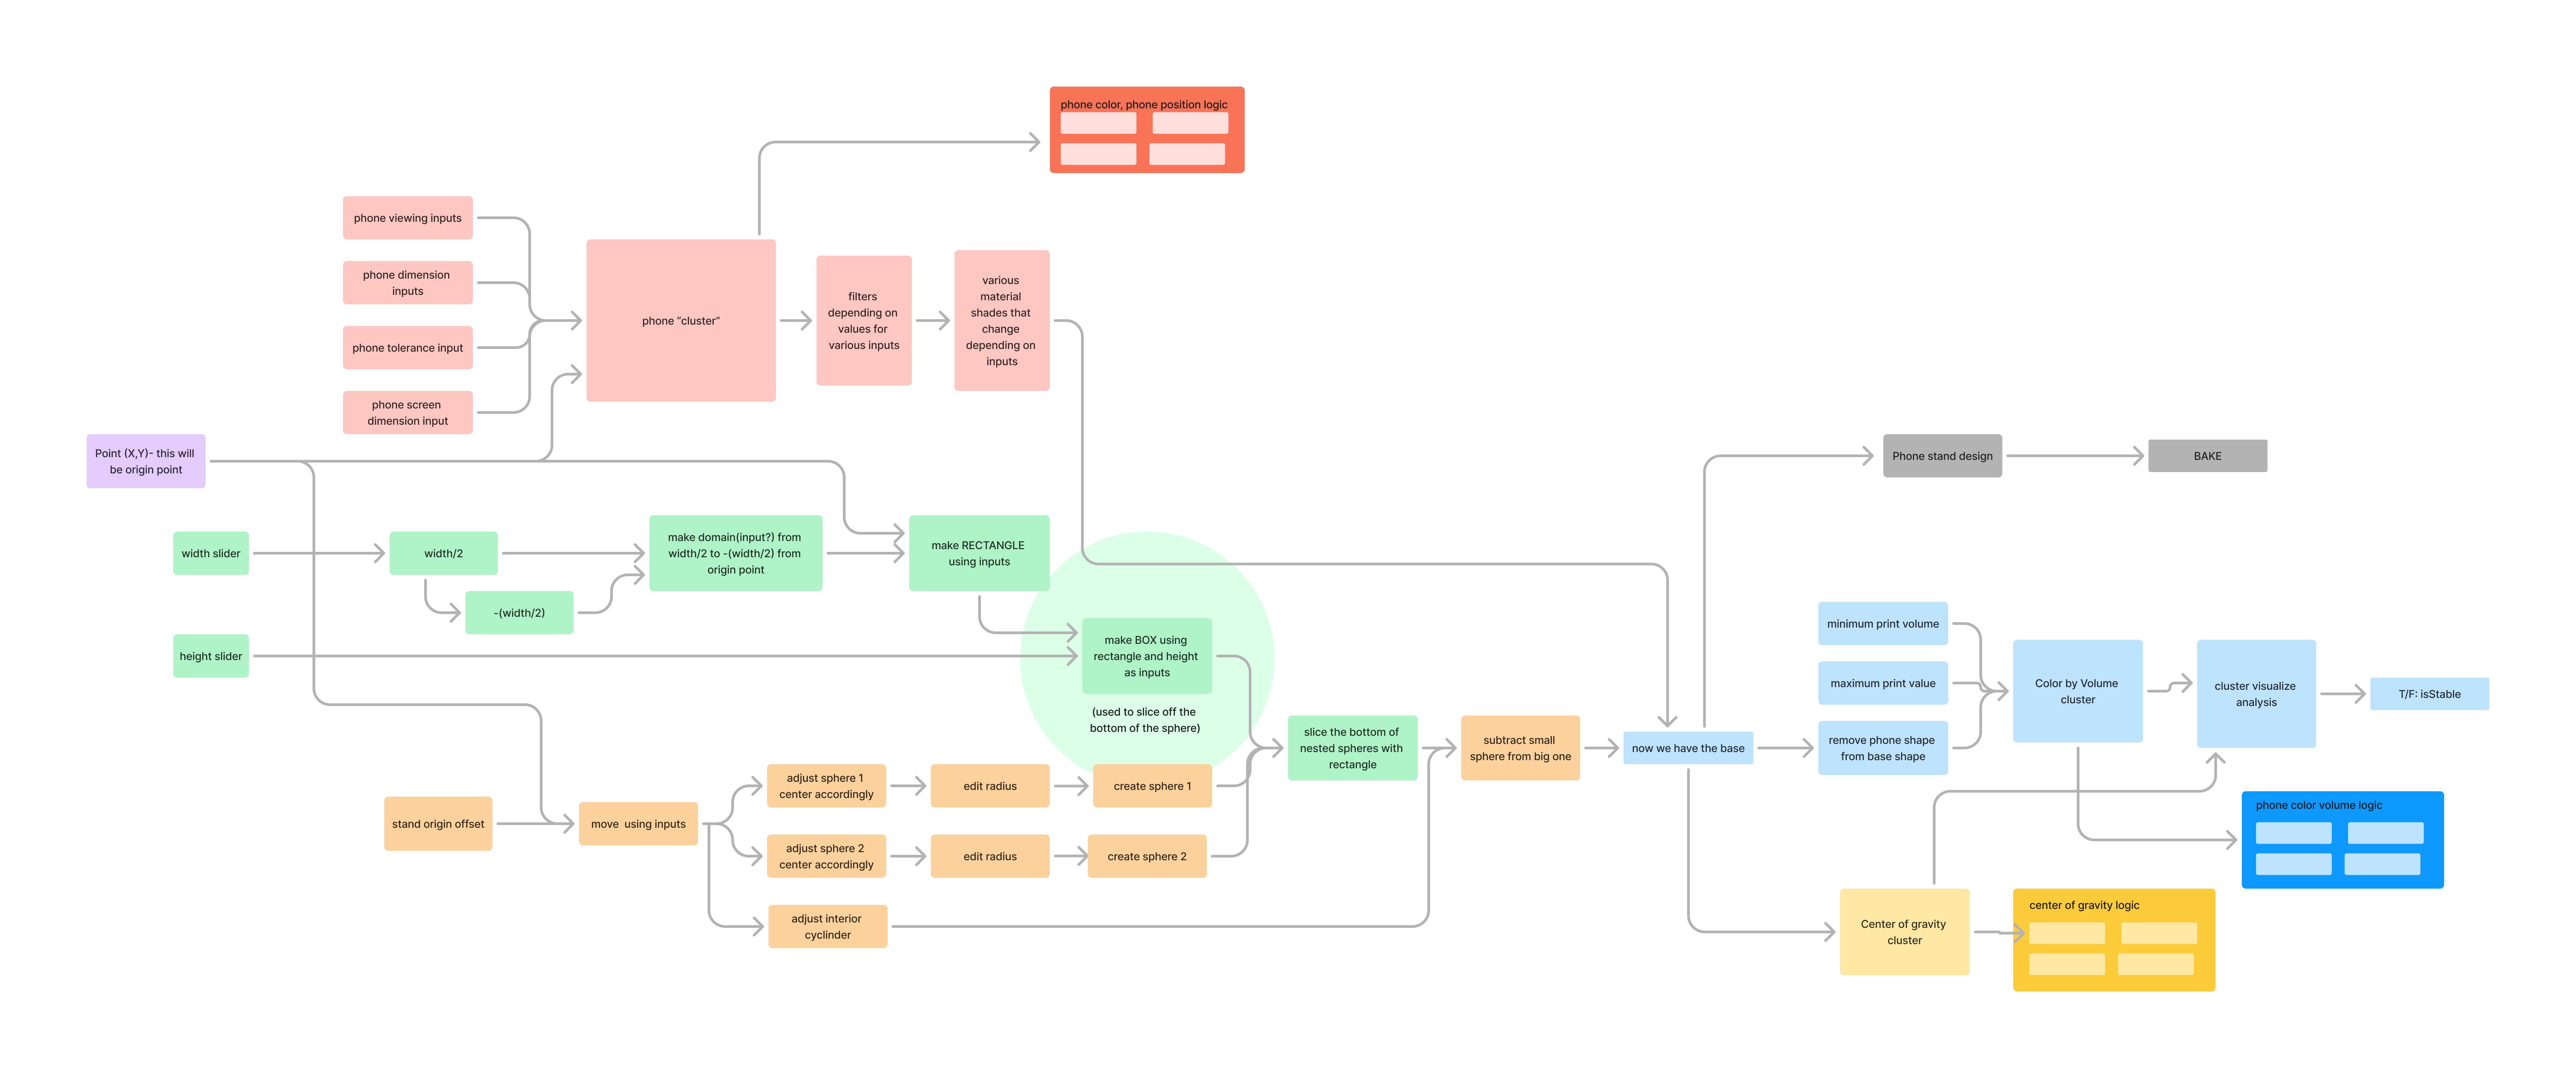 phone color, phone position logic
phone viewing inputs
phone dimension
inputs
phone tolerance input
phone screen
dimension input
phone “cluster”
filters
depending on
values for
various inputs
various
material
shades that
change
depending on
inputs
Point (X,Y)- this will
be origin point
width slider
width/2
-(width/2)
make domain(input?) from
width/2 to -(width/2) from
origin point
make RECTANGLE
using inputs
height slider
make BOX using
rectangle and height
as inputs
(used to slice off the
bottom of the sphere)
stand origin offset
move  using inputs
adjust sphere 1
center accordingly
edit radius
create sphere 1
adjust sphere 2
center accordingly
edit radius
create sphere 2
adjust interior
cyclinder
slice the bottom of
nested spheres with
rectangle
subtract small
sphere from big one
now we have the base
Phone stand design
BAKE
minimum print volume
maximum print value
remove phone shape
from base shape
Color by Volume
cluster
cluster visualize
analysis
T/F: isStable
phone color volume logic
Center of gravity
cluster
center of gravity logic